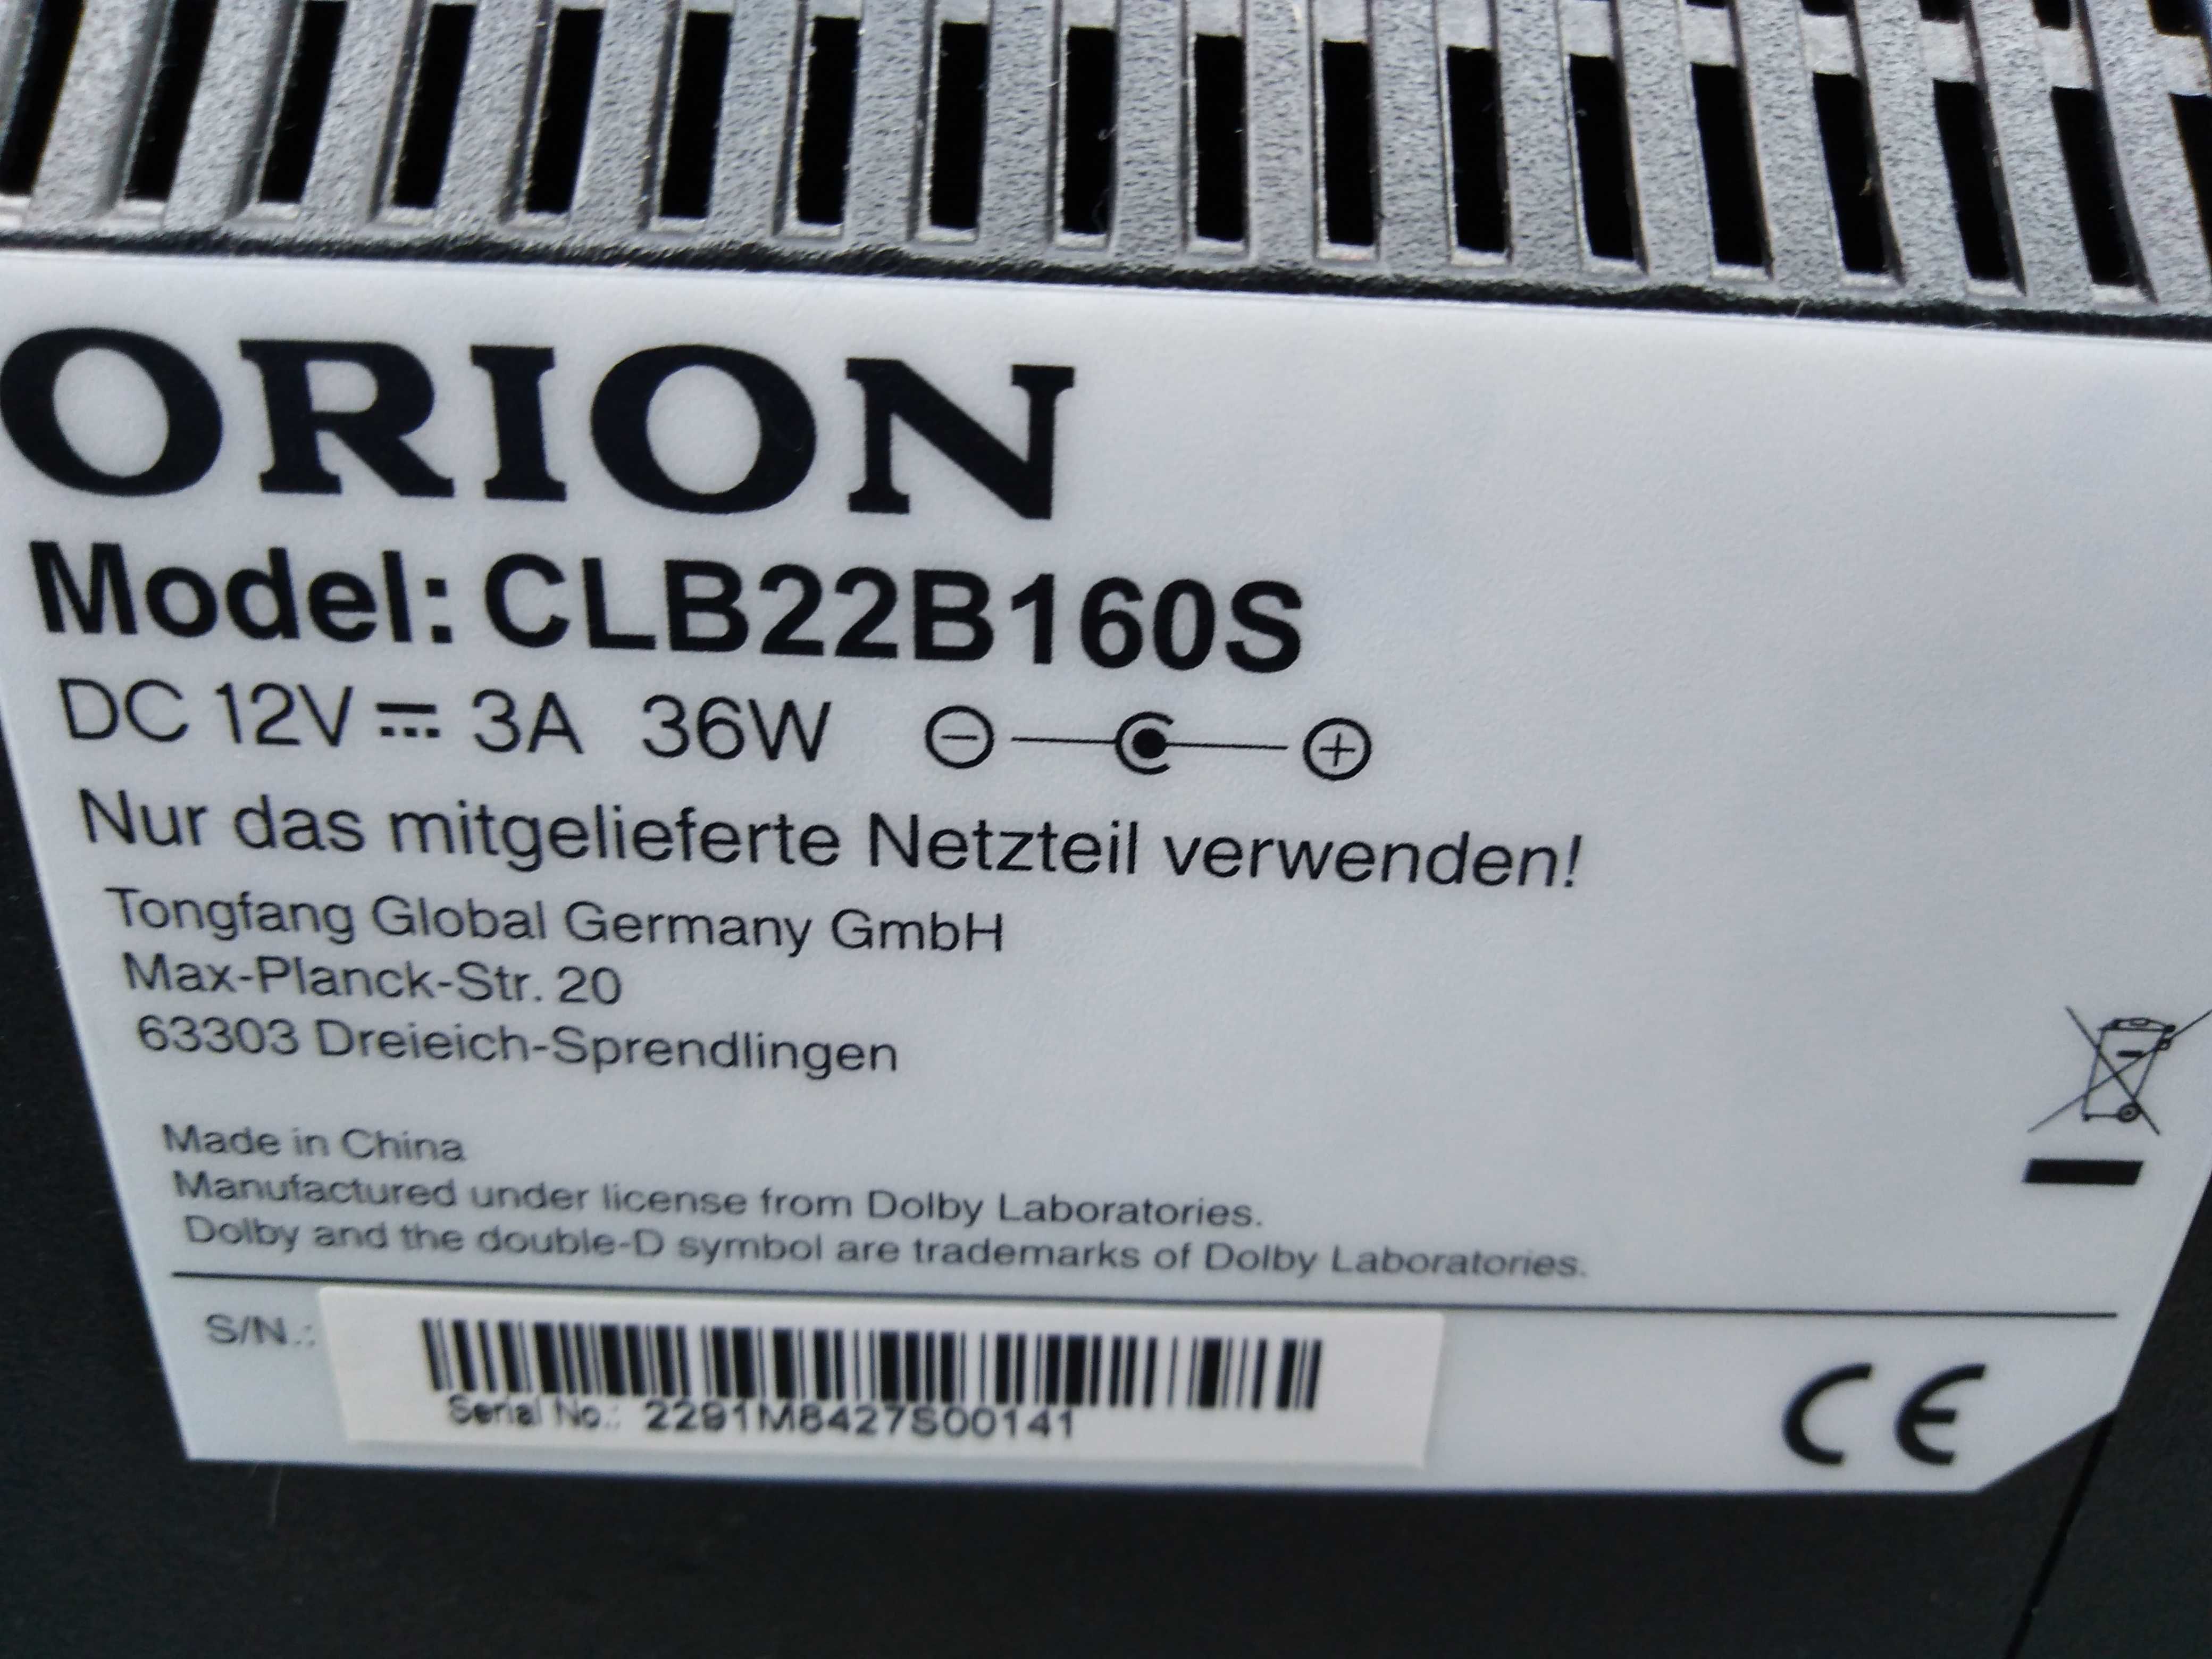 ORION
Model: CLB22B160S
DC 12V ⎓ 3A 36W
Nur das mitgelieferte Netzteil verwenden!
Tongfang Global Germany GmbH
Max-Planck-Str. 20
63303 Dreieich-Sprendlingen
Made in China
Manufactured under license from Dolby Laboratories.
Dolby and the double-D symbol are trademarks of Dolby Laboratories.
S/N.:
Serial No.: 2291M8427S00141
CE